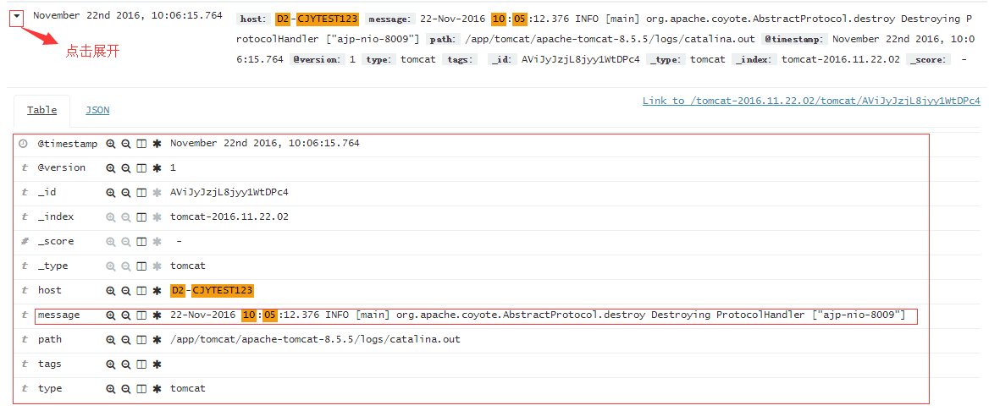 November 22nd 2016, 10:06:15.764 host: D2-CJYTEST123 message: 22-Nov-2016 10:05:12.376 INFO [main] org.apache.coyote.AbstractProtocol.destroy Destroying P
rotocolHandler ["ajp-nio-8009"] path: /app/tomcat/apache-tomcat-8.5.5/logs/catalina.out @timestamp: November 22nd 2016, 10:0
6:15.764 @version: 1 type: tomcat tags: _id: AViJyJzjL8jyy1WtDPc4 _type: tomcat _index: tomcat-2016.11.22.02 _score: -
点击展开
Table JSON Link to /tomcat-2016.11.22.02/tomcat/AViJyJzjL8jyy1WtDPc4
@timestamp November 22nd 2016, 10:06:15.764
t @version 1
t _id AViJyJzjL8jyy1WtDPc4
t _index tomcat-2016.11.22.02
# _score -
t _type tomcat
t host D2-CJYTEST123
t message 22-Nov-2016 10:05:12.376 INFO [main] org.apache.coyote.AbstractProtocol.destroy Destroying ProtocolHandler ["ajp-nio-8009"]
t path /app/tomcat/apache-tomcat-8.5.5/logs/catalina.out
t tags
t type tomcat